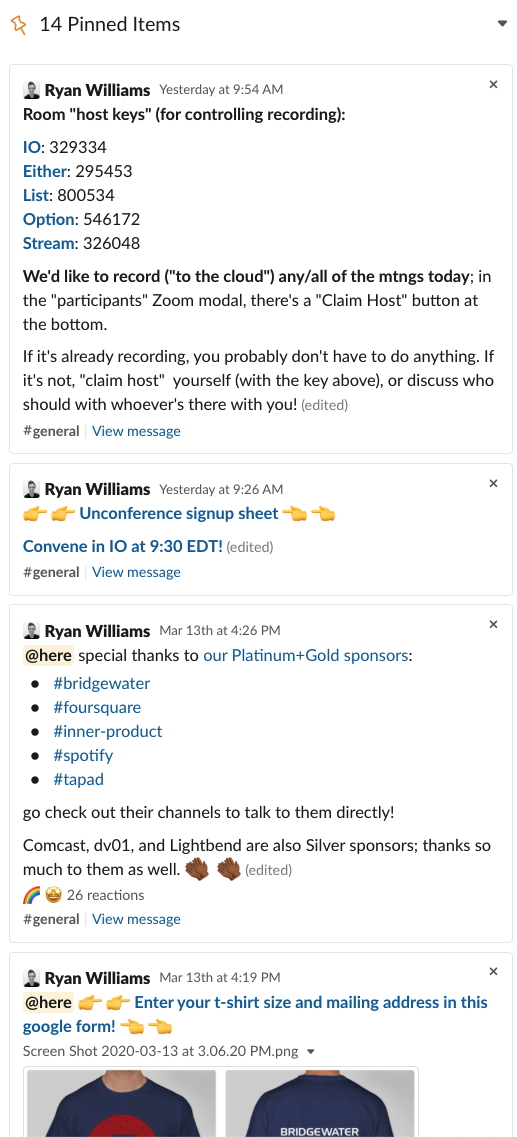 14 Pinned Items
Ryan Williams Yesterday at 9:54 AM
Room "host keys" (for controlling recording):
IO: 329334
Either: 295453
List: 800534
Option: 546172
Stream: 326048
We'd like to record ("to the cloud") any/all of the mtngs today; in
the "participants" Zoom modal, there's a "Claim Host" button at
the bottom.
If it's already recording, you probably don't have to do anything. If
it's not, "claim host" yourself (with the key above), or discuss who
should with whoever's there with you! (edited)
#general View message
Ryan Williams Yesterday at 9:26 AM
👉 👉 Unconference signup sheet 👈 👈
Convene in IO at 9:30 EDT! (edited)
#general View message
Ryan Williams Mar 13th at 4:26 PM
@here special thanks to our Platinum+Gold sponsors:
• #bridgewater
• #foursquare
• #inner-product
• #spotify
• #tapad
go check out their channels to talk to them directly!
Comcast, dv01, and Lightbend are also Silver sponsors; thanks so
much to them as well. 👏🏾 👏🏾 (edited)
🌈 🤩 26 reactions
#general View message
Ryan Williams Mar 13th at 4:19 PM
@here 👉 👉 Enter your t-shirt size and mailing address in this
google form! 👈 👈
Screen Shot 2020-03-13 at 3.06.20 PM.png
BRIDGEWATER